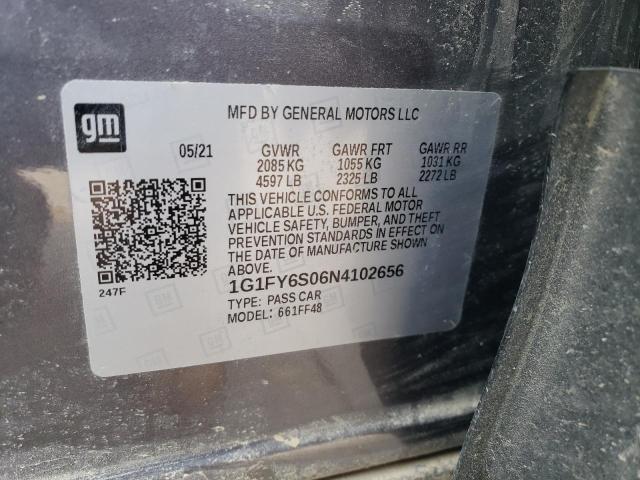 gm
MFD BY GENERAL MOTORS LLC
05/21 GVWR GAWR FRT GAWR RR
2085 KG 1055 KG 1031 KG
4597 LB 2325 LB 2272 LB
THIS VEHICLE CONFORMS TO ALL
APPLICABLE U.S. FEDERAL MOTOR
VEHICLE SAFETY, BUMPER, AND THEFT
PREVENTION STANDARDS IN EFFECT ON
THE DATE OF MANUFACTURE SHOWN
ABOVE.
247F
1G1FY6S06N4102656
TYPE: PASS CAR
MODEL: 661FF48